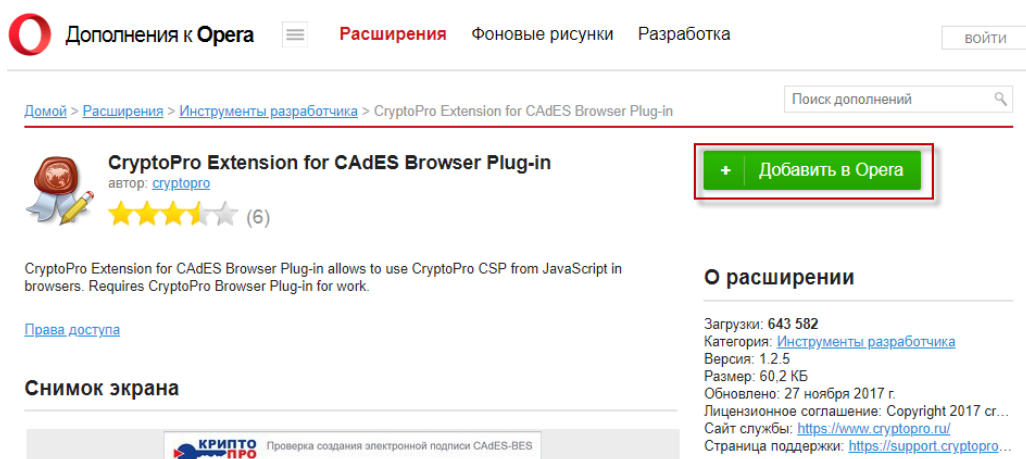 Дополнения к Opera
Расширения
Фоновые рисунки
Разработка
ВОЙТИ
Домой > Расширения > Инструменты разработчика > CryptoPro Extension for CAdES Browser Plug-in
Поиск дополнений
CryptoPro Extension for CAdES Browser Plug-in
автор: cryptopro
(6)
+ Добавить в Opera
CryptoPro Extension for CAdES Browser Plug-in allows to use CryptoPro CSP from JavaScript in
browsers. Requires CryptoPro Browser Plug-in for work.
Права доступа
Снимок экрана
КРИПТО
ПРО
Проверка создания электронной подписи CAdES-BES
О расширении
Загрузки: 643 582
Категория: Инструменты разработчика
Версия: 1.2.5
Размер: 60,2 КБ
Обновлено: 27 ноября 2017 г.
Лицензионное соглашение: Copyright 2017 cr...
Сайт службы: https://www.cryptopro.ru/
Страница поддержки: https://support.cryptopro...